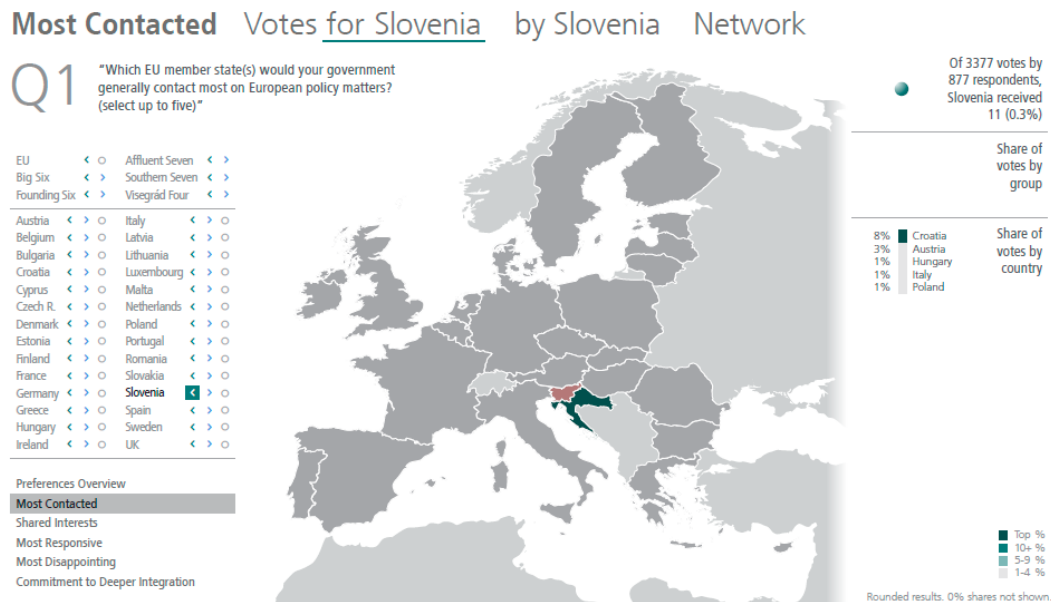 Most Contacted Votes for Slovenia by Slovenia Network
Q1
"Which EU member state(s) would your government
generally contact most on European policy matters?
(select up to five)"
Of 3377 votes by
877 respondents,
Slovenia received
11 (0.3%)
Share of
votes by
group
8% Croatia
3% Austria
1% Hungary
1% Italy
1% Poland
Share of
votes by
country
EU < ○ Affluent Seven < >
Big Six < > Southern Seven < >
Founding Six < > Visegrád Four < >
Austria < > ○ Italy < > ○
Belgium < > ○ Latvia < > ○
Bulgaria < > ○ Lithuania < > ○
Croatia < > ○ Luxembourg < > ○
Cyprus < > ○ Malta < > ○
Czech R. < > ○ Netherlands < > ○
Denmark < > ○ Poland < > ○
Estonia < > ○ Portugal < > ○
Finland < > ○ Romania < > ○
France < > ○ Slovakia < > ○
Germany < > ○ Slovenia < > ○
Greece < > ○ Spain < > ○
Hungary < > ○ Sweden < > ○
Ireland < > ○ UK < > ○
Preferences Overview
Most Contacted
Shared Interests
Most Responsive
Most Disappointing
Commitment to Deeper Integration
Top %
10+ %
5-9 %
1-4 %
Rounded results. 0% shares not shown.